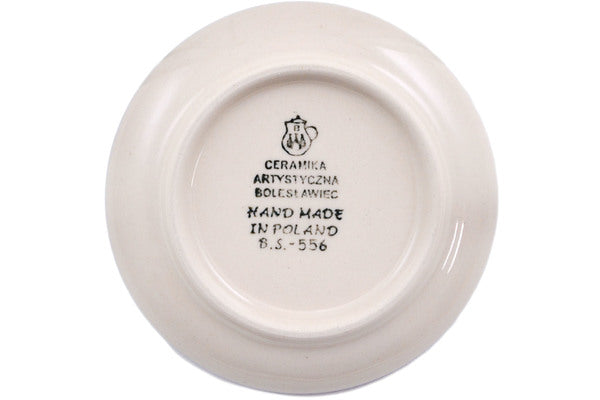 B
CERAMIKA
ARTYSTYCZNA
BOLESŁAWIEC
HAND MADE
IN POLAND
B.S.-556